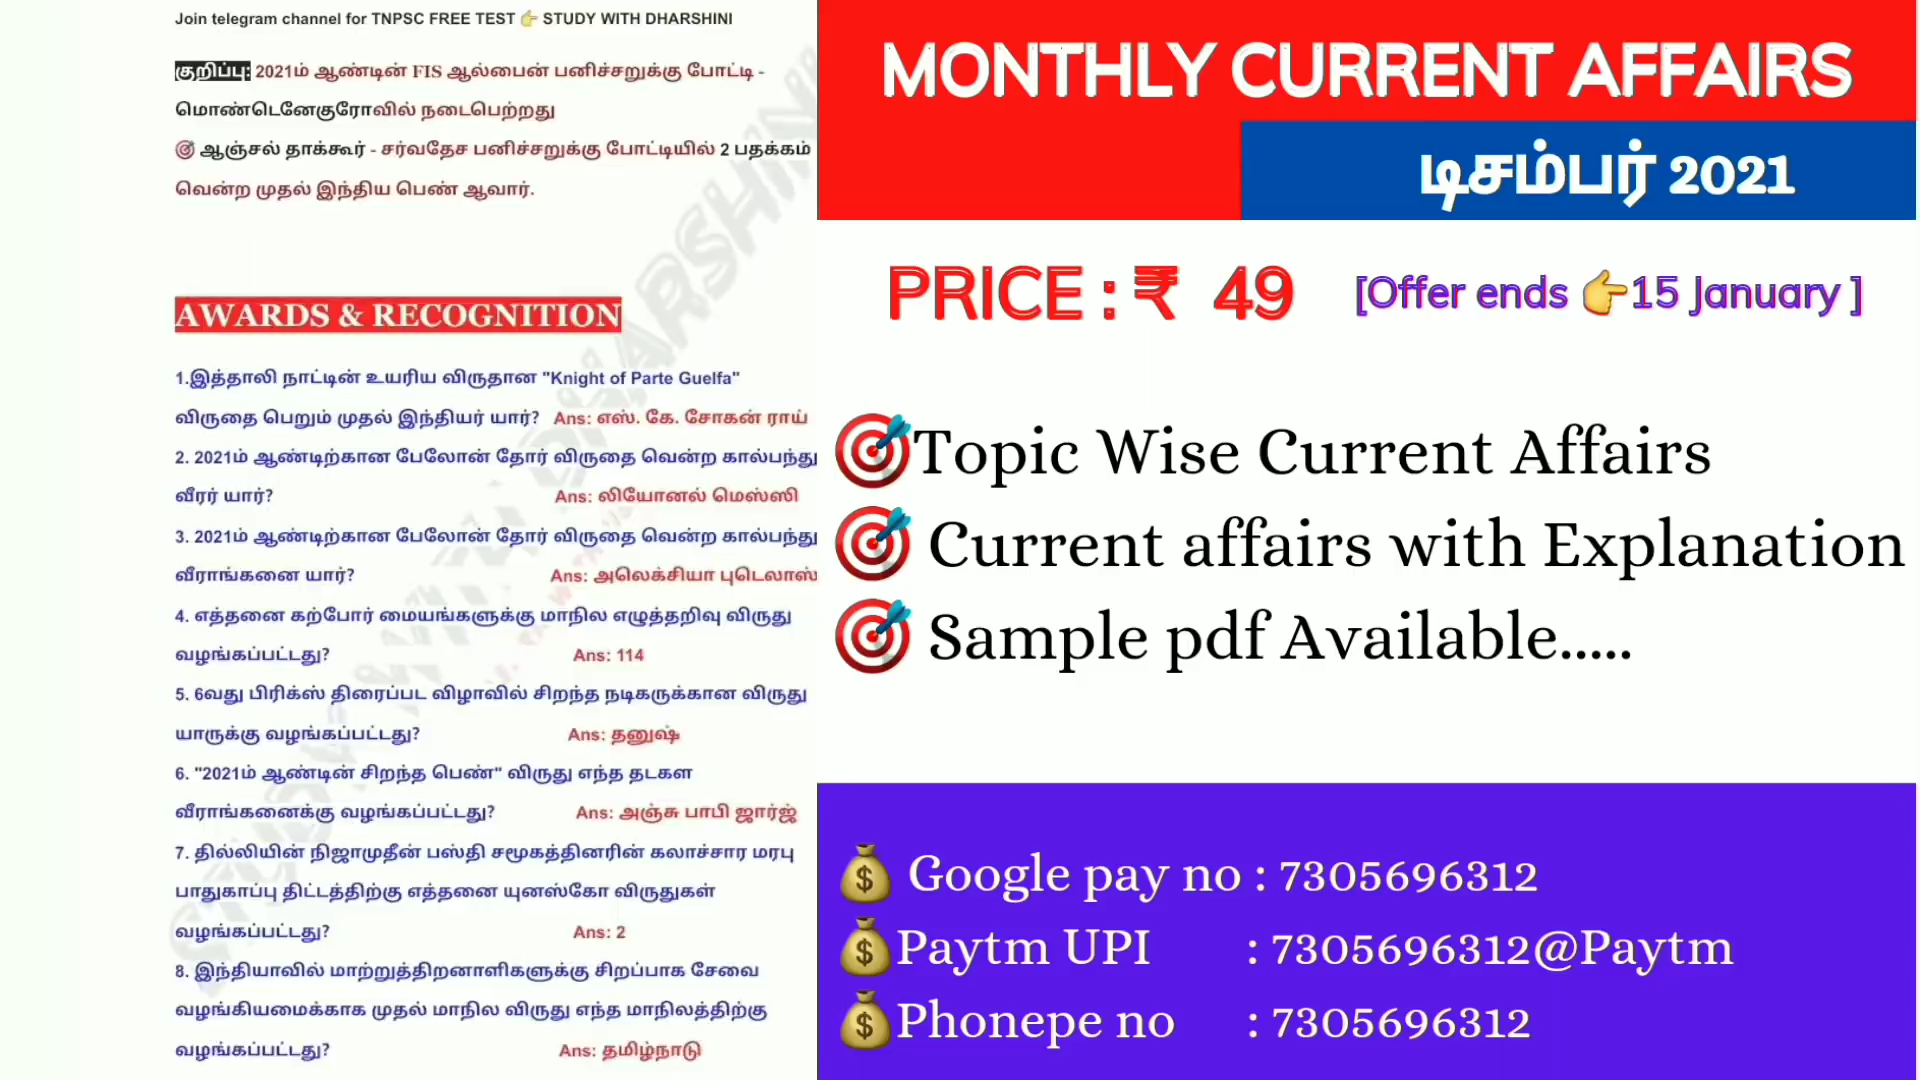 Join telegram channel for TNPSC FREE TEST 👉 STUDY WITH DHARSHINI
குறிப்பு: 2021ம் ஆண்டின் FIS ஆல்பைன் பனிச்சறுக்கு போட்டி -
மொண்டெனேகுரோவில் நடைபெற்றது
🎯 ஆஞ்சல் தாக்கூர் - சர்வதேச பனிச்சறுக்கு போட்டியில் 2 பதக்கம்
வென்ற முதல் இந்திய பெண் ஆவார்.
AWARDS & RECOGNITION
1.இத்தாலி நாட்டின் உயரிய விருதான "Knight of Parte Guelfa"
விருதை பெறும் முதல் இந்தியர் யார்? Ans: எஸ். கே. சோகன் ராய்
2. 2021ம் ஆண்டிற்கான பேலோன் தோர் விருதை வென்ற கால்பந்து
வீரர் யார்? Ans: லியோனல் மெஸ்ஸி
3. 2021ம் ஆண்டிற்கான பேலோன் தோர் விருதை வென்ற கால்பந்து
வீராங்கனை யார்? Ans: அலெக்சியா புடெலாஸ்
4. எத்தனை கற்போர் மையங்களுக்கு மாநில எழுத்தறிவு விருது
வழங்கப்பட்டது? Ans: 114
5. 6வது பிரிக்ஸ் திரைப்பட விழாவில் சிறந்த நடிகருக்கான விருது
யாருக்கு வழங்கப்பட்டது? Ans: தனுஷ்
6. "2021ம் ஆண்டின் சிறந்த பெண்" விருது எந்த தடகள
வீராங்கனைக்கு வழங்கப்பட்டது? Ans: அஞ்சு பாபி ஜார்ஜ்
7. தில்லியின் நிஜாமுதீன் பஸ்தி சமூகத்தினரின் கலாச்சார மரபு
பாதுகாப்பு திட்டத்திற்கு எத்தனை யுனஸ்கோ விருதுகள்
வழங்கப்பட்டது? Ans: 2
8. இந்தியாவில் மாற்றுத்திறனாளிகளுக்கு சிறப்பாக சேவை
வழங்கியமைக்காக முதல் மாநில விருது எந்த மாநிலத்திற்கு
வழங்கப்பட்டது? Ans: தமிழ்நாடு
MONTHLY CURRENT AFFAIRS
டிசம்பர் 2021
PRICE : ₹ 49 [Offer ends 👉15 January ]
🎯Topic Wise Current Affairs
🎯 Current affairs with Explanation
🎯 Sample pdf Available.....
💰 Google pay no : 7305696312
💰Paytm UPI : 7305696312@Paytm
💰Phonepe no : 7305696312